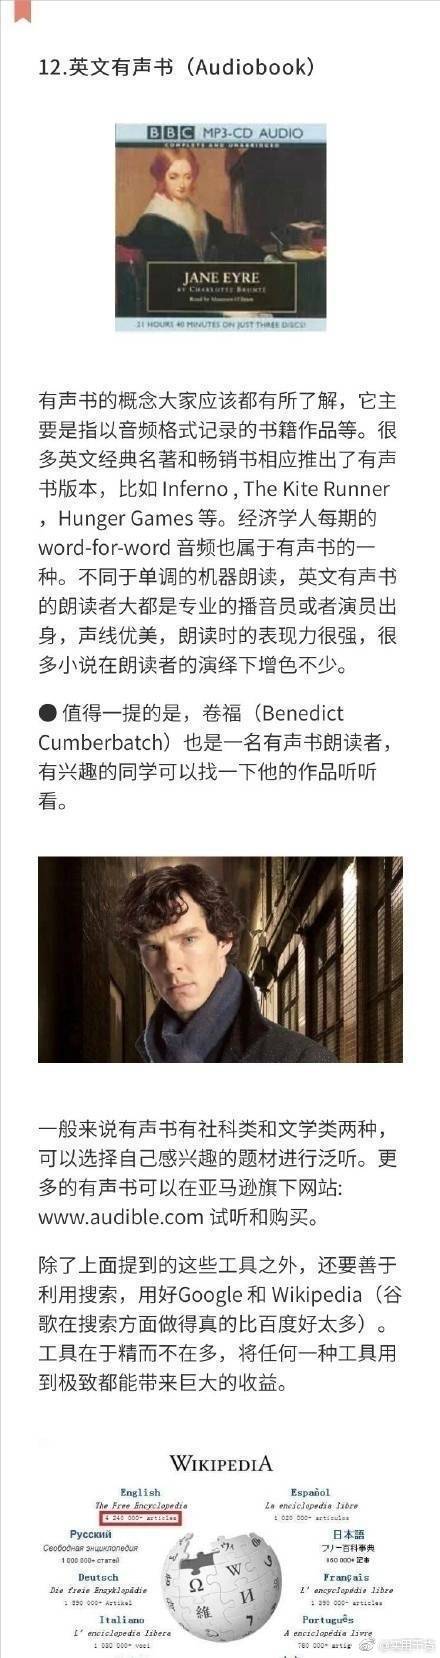 12.英文有声书（Audiobook）
BBC MP3-CD AUDIO
COMPLETE AND UNABRIDGED
JANE EYRE
BY CHARLOTTE BRONTË
Read by Maureen O'Brien
21 HOURS 40 MINUTES ON JUST THREE DISCS!
有声书的概念大家应该都有所了解，它主
要是指以音频格式记录的书籍作品等。很
多英文经典名著和畅销书相应推出了有声
书版本，比如 Inferno , The Kite Runner
，Hunger Games 等。经济学人每期的
word-for-word 音频也属于有声书的一
种。不同于单调的机器朗读，英文有声书
的朗读者大都是专业的播音员或者演员出
身，声线优美，朗读时的表现力很强，很
多小说在朗读者的演绎下增色不少。
● 值得一提的是，卷福（Benedict
Cumberbatch）也是一名有声书朗读者，
有兴趣的同学可以找一下他的作品听听
看。
一般来说有声书有社科类和文学类两种，
可以选择自己感兴趣的题材进行泛听。更
多的有声书可以在亚马逊旗下网站:
www.audible.com 试听和购买。
除了上面提到的这些工具之外，还要善于
利用搜索，用好Google 和 Wikipedia（谷
歌在搜索方面做得真的比百度好太多）。
工具在于精而不在多，将任何一种工具用
到极致都能带来巨大的收益。
WIKIPEDIA
English
The Free Encyclopedia
4 240 000+ articles
Español
La enciclopedia libre
1 020 000+ artículos
Русский
Свободная энциклопедия
1 000 000+ статей
日本語
フリー百科事典
860 000+ 記事
Deutsch
Die freie Enzyklopädie
1 590 000+ Artikel
Français
L'encyclopédie libre
1 390 000+ articles
Italiano
L'enciclopedia libera
1 030 000+ voci
Português
A enciclopédia livre
780 000+ artig